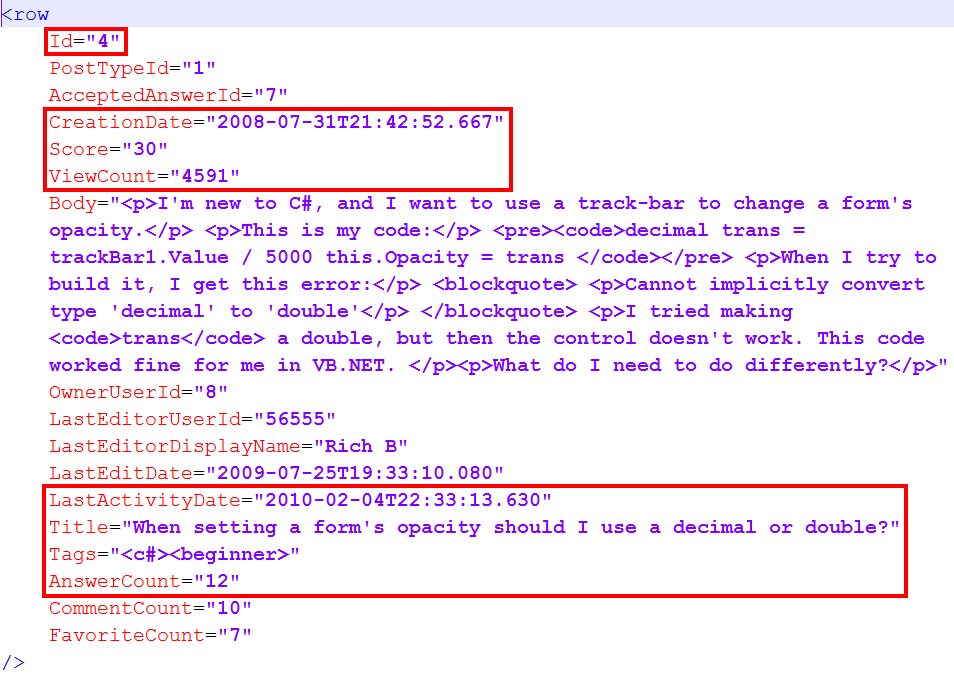 <row
Id="4"
PostTypeId="1"
AcceptedAnswerId="7"
CreationDate="2008-07-31T21:42:52.667"
Score="30"
ViewCount="4591"
Body="<p>I'm new to C#, and I want to use a track-bar to change a form's
opacity.</p> <p>This is my code:</p> <pre><code>decimal trans =
trackBar1.Value / 5000 this.Opacity = trans </code></pre> <p>When I try to
build it, I get this error:</p> <blockquote> <p>Cannot implicitly convert
type 'decimal' to 'double'</p> </blockquote> <p>I tried making
<code>trans</code> a double, but then the control doesn't work. This code
worked fine for me in VB.NET. </p><p>What do I need to do differently?</p>"
OwnerUserId="8"
LastEditorUserId="56555"
LastEditorDisplayName="Rich B"
LastEditDate="2009-07-25T19:33:10.080"
LastActivityDate="2010-02-04T22:33:13.630"
Title="When setting a form's opacity should I use a decimal or double?"
Tags="<c#><beginner>"
AnswerCount="12"
CommentCount="10"
FavoriteCount="7"
/>